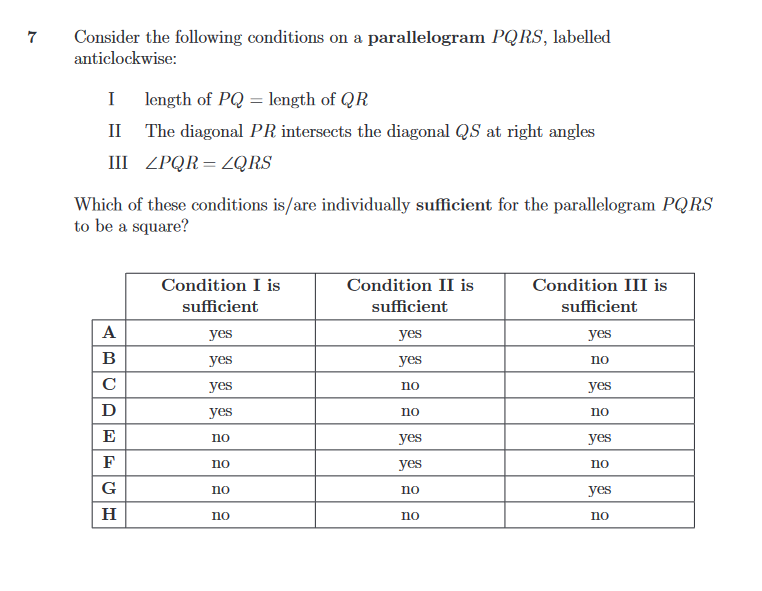 7 Consider the following conditions on a parallelogram PQRS, labelled
anticlockwise:
I length of PQ = length of QR
II The diagonal PR intersects the diagonal QS at right angles
III ∠PQR = ∠QRS
Which of these conditions is/are individually sufficient for the parallelogram PQRS
to be a square?
Condition I is Condition II is Condition III is
sufficient sufficient sufficient
A yes yes yes
B yes yes no
C yes no yes
D yes no no
E no yes yes
F no yes no
G no no yes
H no no no